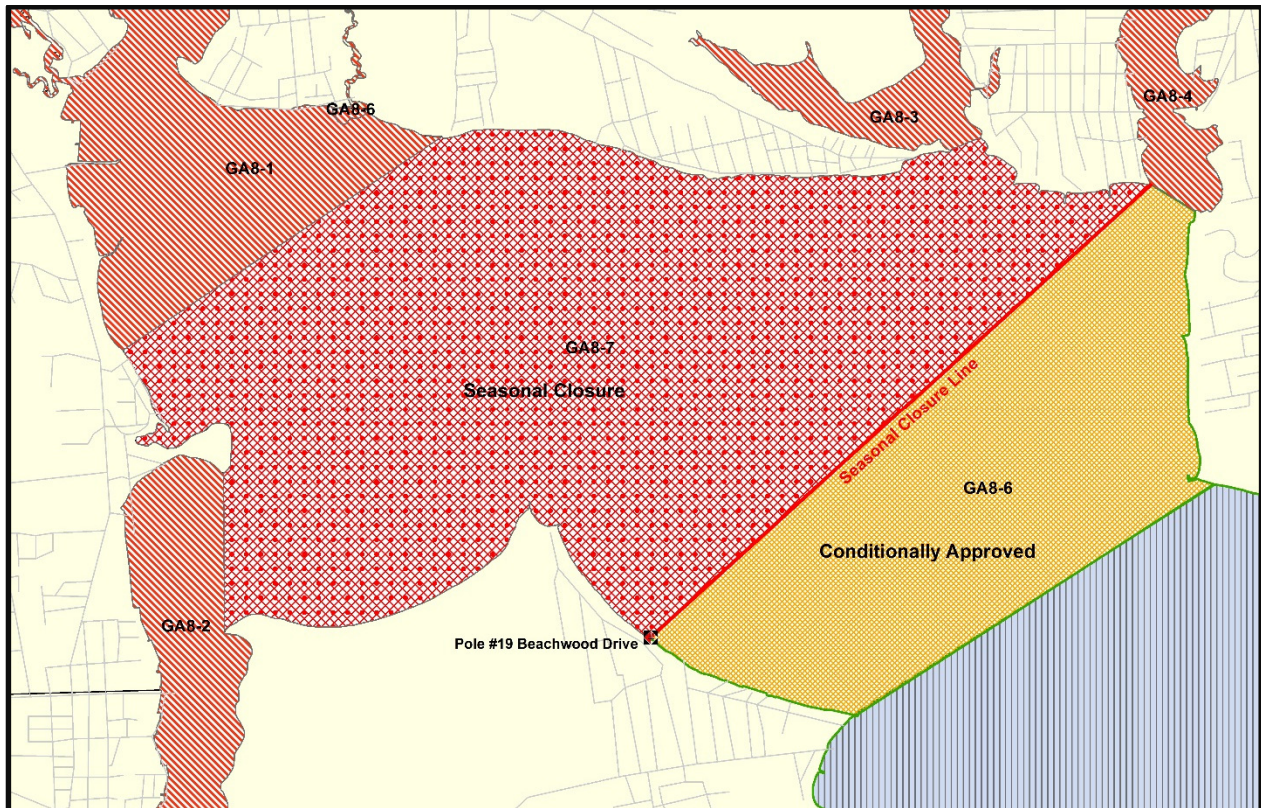 GA8-6
GA8-4
GA8-3
GA8-1
GA8-7
Seasonal Closure
Seasonal Closure Line
GA8-6
Conditionally Approved
GA8-2
Pole #19 Beachwood Drive